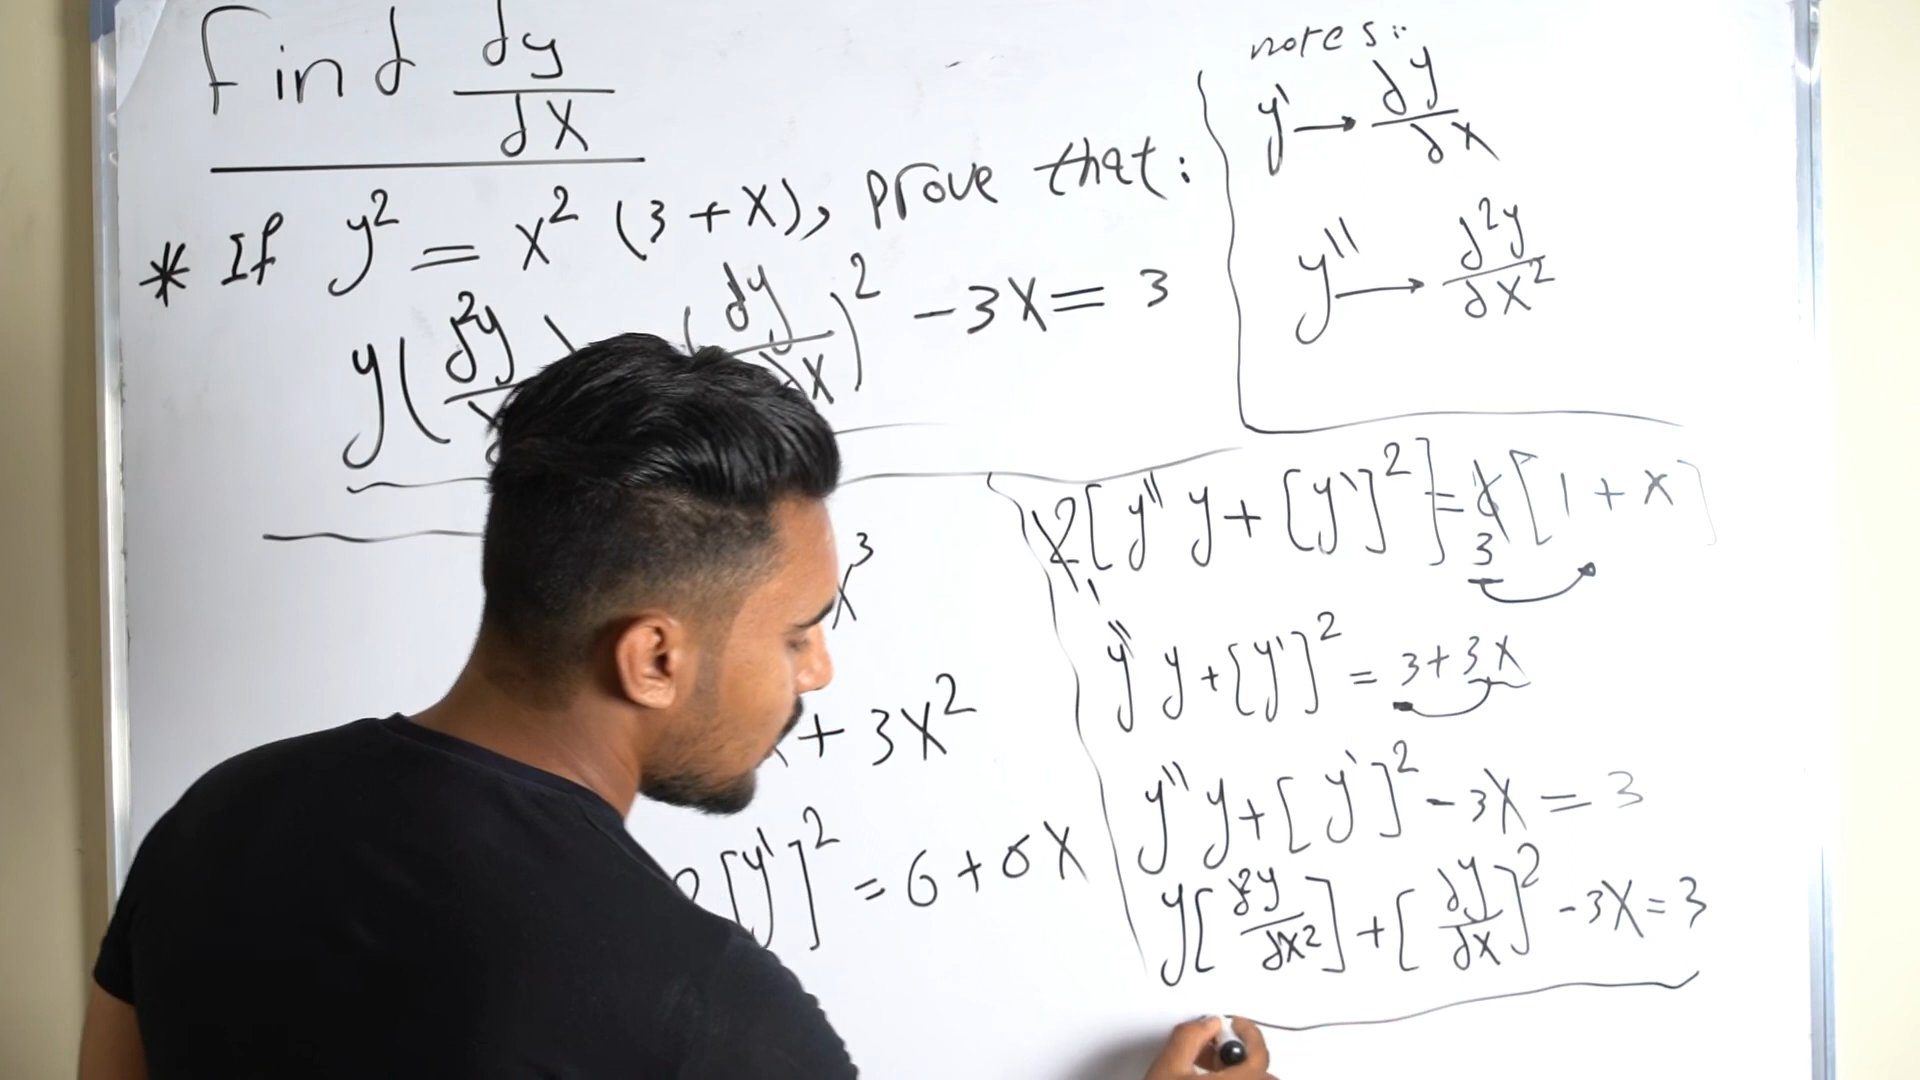 Find dy/dx
* If y² = x² (3 + x), prove that:
y(d²y ) (dy/dx)² - 3x = 3
notes:
y' → dy/dx
y'' → d²y/dx²
x³
+ 3x²
2[y']² = 6 + 6x
2[y'' y + [y']²] = 6[1 + x]
1 3
y'' y + [y']² = 3 + 3x
y'' y + [y']² - 3x = 3
y[d²y/dx²] + [dy/dx]² - 3x = 3